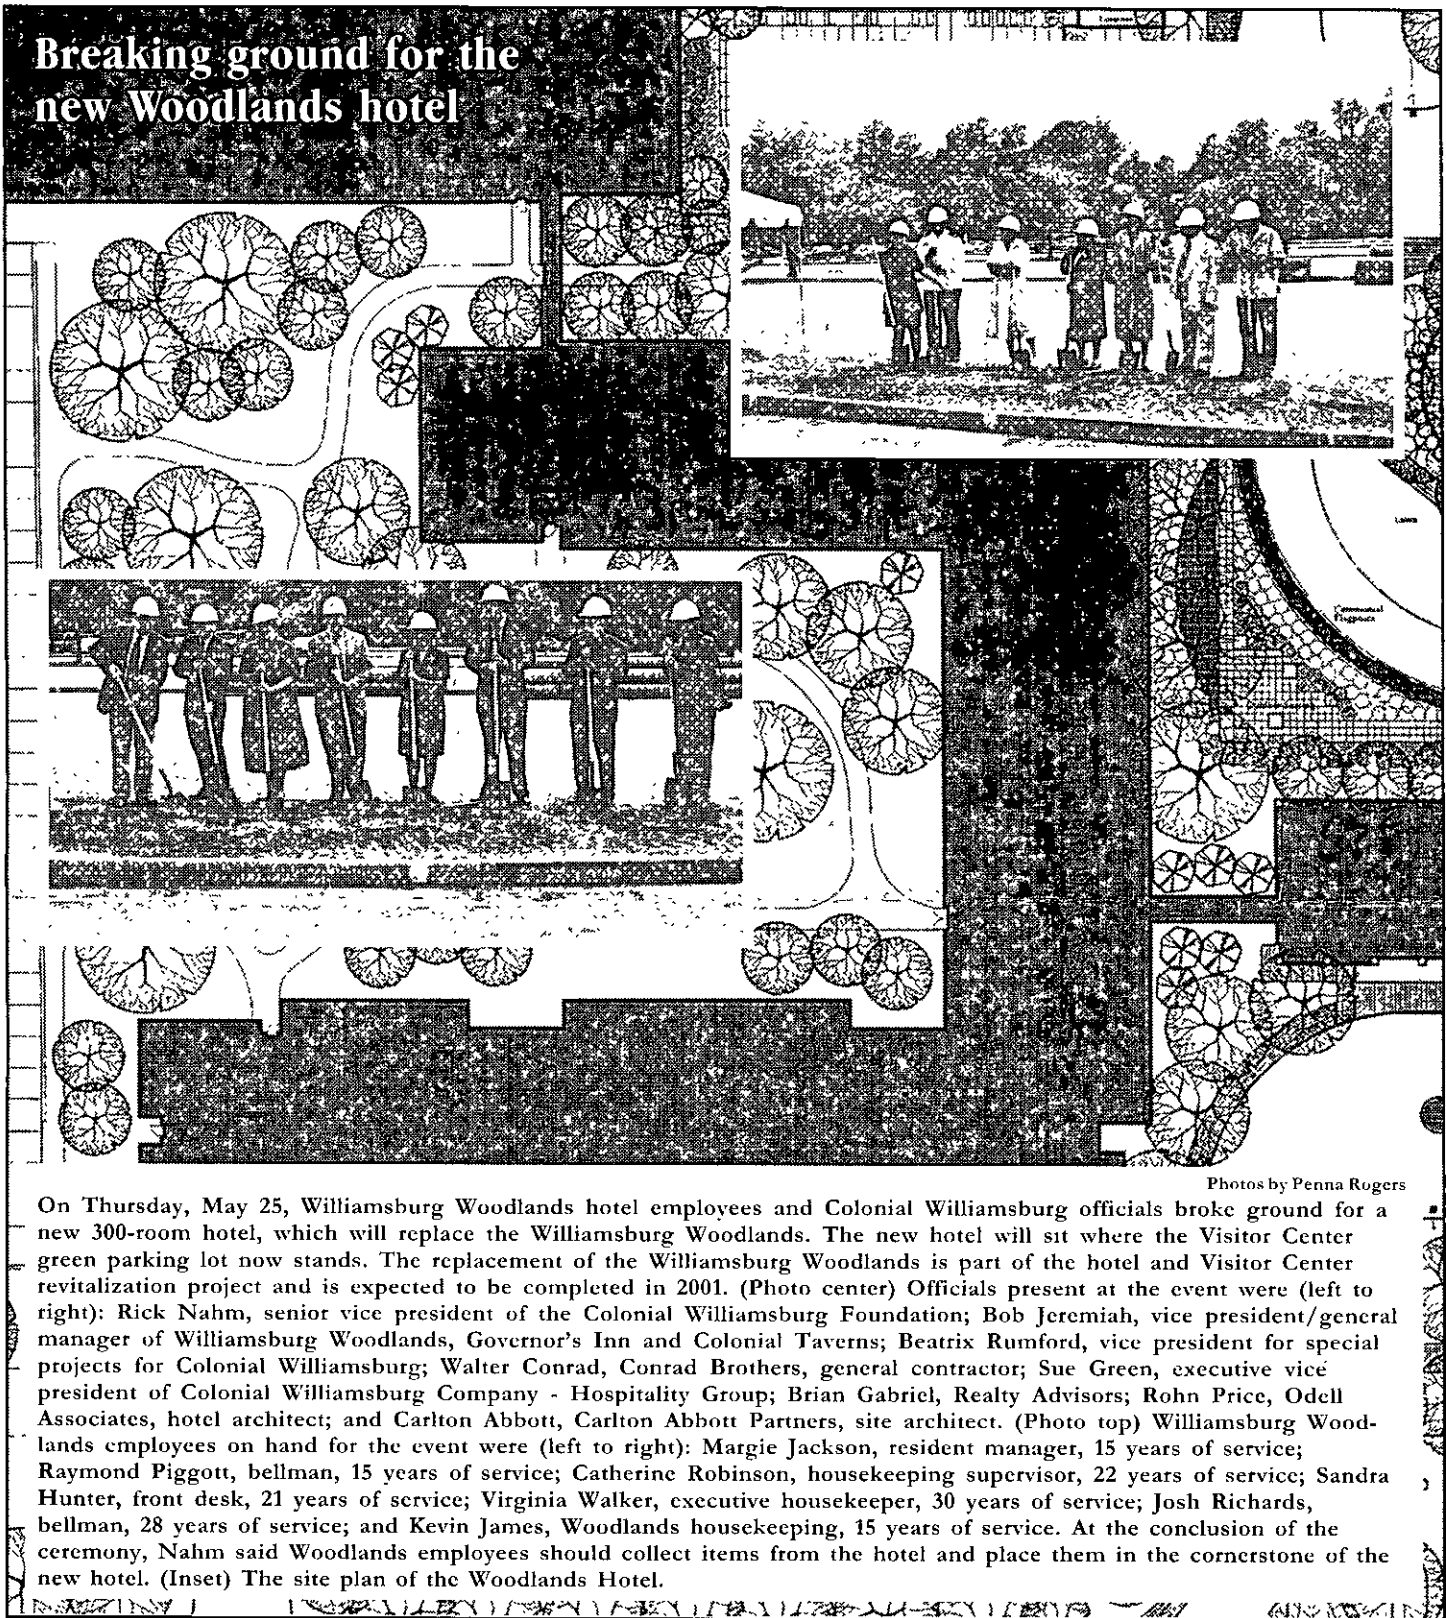 Breaking ground for the
new Woodlands hotel
Lawn
Ceremonial
Flagpoles
Photos by Penna Rogers
On Thursday, May 25, Williamsburg Woodlands hotel employees and Colonial Williamsburg officials broke ground for a
new 300-room hotel, which will replace the Williamsburg Woodlands. The new hotel will sit where the Visitor Center
green parking lot now stands. The replacement of the Williamsburg Woodlands is part of the hotel and Visitor Center
revitalization project and is expected to be completed in 2001. (Photo center) Officials present at the event were (left to
right): Rick Nahm, senior vice president of the Colonial Williamsburg Foundation; Bob Jeremiah, vice president/general
manager of Williamsburg Woodlands, Governor's Inn and Colonial Taverns; Beatrix Rumford, vice president for special
projects for Colonial Williamsburg; Walter Conrad, Conrad Brothers, general contractor; Sue Green, executive vice
president of Colonial Williamsburg Company - Hospitality Group; Brian Gabriel, Realty Advisors; Rohn Price, Odell
Associates, hotel architect; and Carlton Abbott, Carlton Abbott Partners, site architect. (Photo top) Williamsburg Wood-
lands employees on hand for the event were (left to right): Margie Jackson, resident manager, 15 years of service;
Raymond Piggott, bellman, 15 years of service; Catherine Robinson, housekeeping supervisor, 22 years of service; Sandra
Hunter, front desk, 21 years of service; Virginia Walker, executive housekeeper, 30 years of service; Josh Richards,
bellman, 28 years of service; and Kevin James, Woodlands housekeeping, 15 years of service. At the conclusion of the
ceremony, Nahm said Woodlands employees should collect items from the hotel and place them in the cornerstone of the
new hotel. (Inset) The site plan of the Woodlands Hotel.